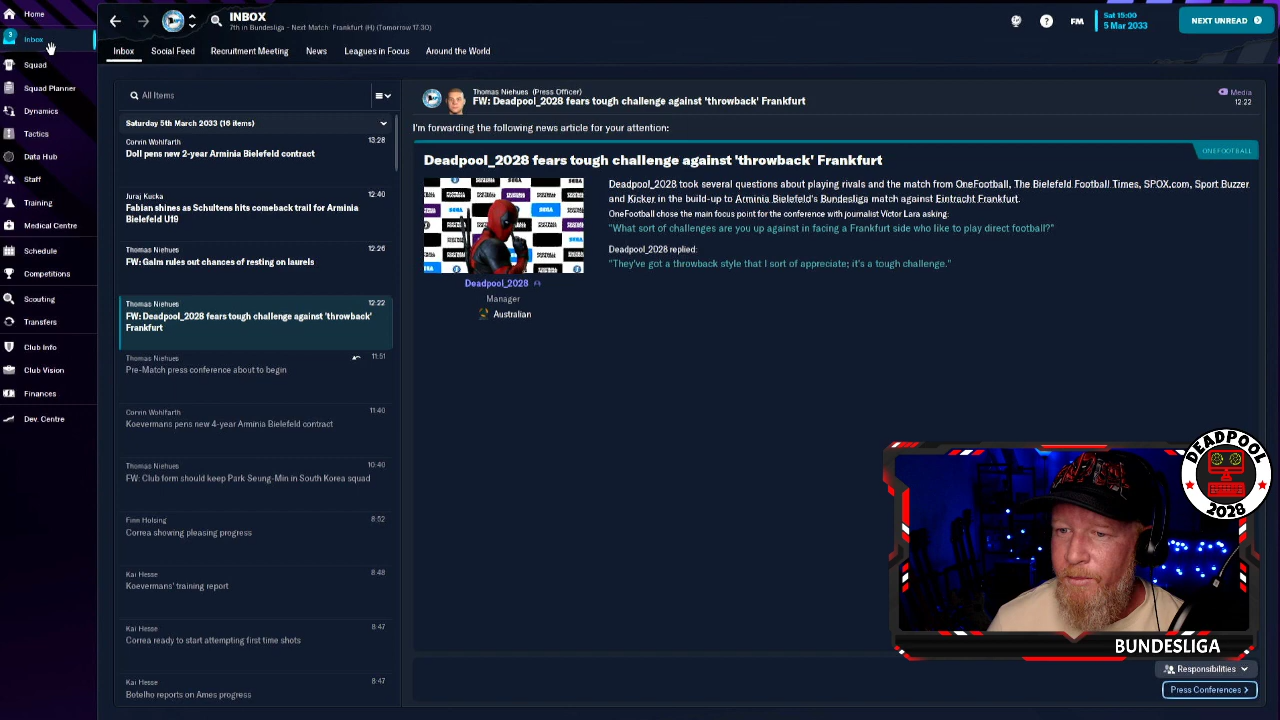 Home
3
Inbox
Squad
Squad Planner
Dynamics
Tactics
Data Hub
Staff
Training
Medical Centre
Schedule
Competitions
Scouting
Transfers
Club Info
Club Vision
Finances
Dev. Centre
INBOX
7th in Bundesliga - Next Match: Frankfurt (H) (Tomorrow 17:30)
FM
Sat 15:00
5 Mar 2033
NEXT UNREAD
Inbox
Social Feed
Recruitment Meeting
News
Leagues in Focus
Around the World
All Items
Saturday 5th March 2033 (16 items)
Corvin Wohlfarth 13:28
Doll pens new 2-year Arminia Bielefeld contract
Juraj Kucka 12:40
Fabian shines as Schultens hits comeback trail for Arminia
Bielefeld U19
Thomas Niehues 12:26
FW: Galm rules out chances of resting on laurels
Thomas Niehues 12:22
FW: Deadpool_2028 fears tough challenge against 'throwback'
Frankfurt
Thomas Niehues 11:51
Pre-Match press conference about to begin
Corvin Wohlfarth 11:40
Koevermans pens new 4-year Arminia Bielefeld contract
Thomas Niehues 10:40
FW: Club form should keep Park Seung-Min in South Korea squad
Finn Holsing 8:52
Correa showing pleasing progress
Kai Hesse 8:48
Koevermans' training report
Kai Hesse 8:47
Correa ready to start attempting first time shots
Kai Hesse 8:47
Botelho reports on Ames progress
Thomas Niehues (Press Officer)
FW: Deadpool_2028 fears tough challenge against 'throwback' Frankfurt
Media
12:22
I'm forwarding the following news article for your attention:
ONEFOOTBALL
Deadpool_2028 fears tough challenge against 'throwback' Frankfurt
Deadpool_2028 took several questions about playing rivals and the match from OneFootball, The Bielefeld Football Times, SPOX.com, Sport Buzzer
and Kicker in the build-up to Arminia Bielefeld's Bundesliga match against Eintracht Frankfurt.
OneFootball chose the main focus point for the conference with journalist Victor Lara asking:
"What sort of challenges are you up against in facing a Frankfurt side who like to play direct football?"
Deadpool_2028 replied:
"They've got a throwback style that I sort of appreciate; it's a tough challenge."
Deadpool_2028
Manager
Australian
DEADPOOL
2028
BUNDESLIGA
Responsibilities
Press Conferences